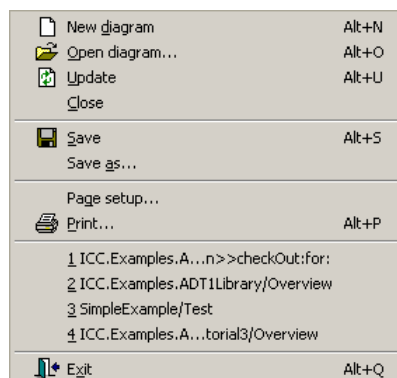 New diagram Alt+N
Open diagram... Alt+O
Update Alt+U
Close
Save Alt+S
Save as...
Page setup...
Print... Alt+P
1 ICC.Examples.A...n>>checkOut:for:
2 ICC.Examples.ADT1Library/Overview
3 SimpleExample/Test
4 ICC.Examples.A...torial3/Overview
Exit Alt+Q